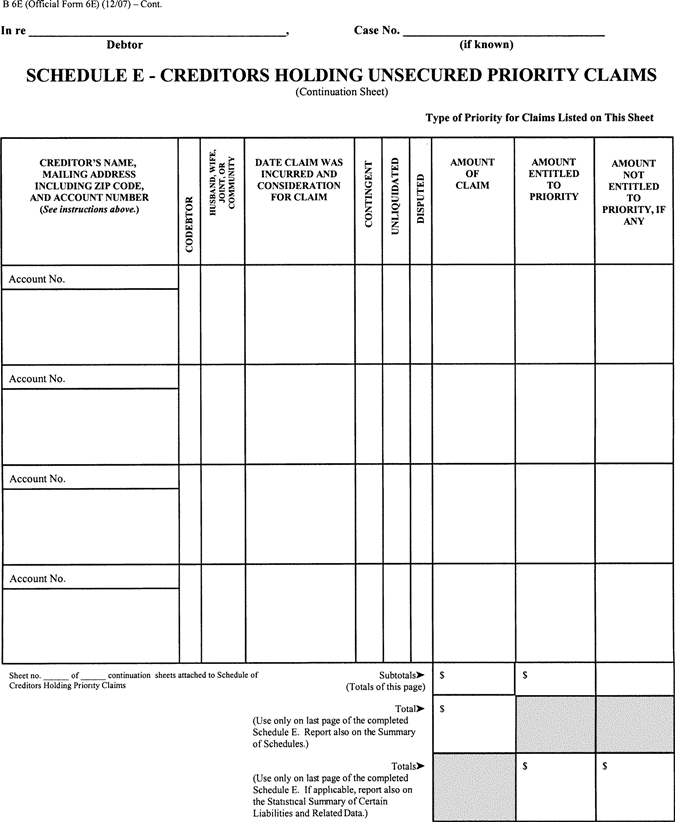 B 6E (Official Form 6E) (12/07) – Cont.
In re ______________________________________, Case No. ______________________________
Debtor (if known)
SCHEDULE E - CREDITORS HOLDING UNSECURED PRIORITY CLAIMS
(Continuation Sheet)
Type of Priority for Claims Listed on This Sheet
CREDITOR'S NAME,
MAILING ADDRESS
INCLUDING ZIP CODE,
AND ACCOUNT NUMBER
(See instructions above.)
CODEBTOR
HUSBAND, WIFE,
JOINT, OR
COMMUNITY
DATE CLAIM WAS
INCURRED AND
CONSIDERATION
FOR CLAIM
CONTINGENT
UNLIQUIDATED
DISPUTED
AMOUNT
OF
CLAIM
AMOUNT
ENTITLED
TO
PRIORITY
AMOUNT
NOT
ENTITLED
TO
PRIORITY, IF
ANY
Account No.
Account No.
Account No.
Account No.
Sheet no. ______ of ______ continuation sheets attached to Schedule of
Creditors Holding Priority Claims
Subtotals➤ $ $
(Totals of this page)
Total➤ $
(Use only on last page of the completed
Schedule E. Report also on the Summary
of Schedules.)
Totals➤ $ $
(Use only on last page of the completed
Schedule E. If applicable, report also on
the Statistical Summary of Certain
Liabilities and Related Data.)